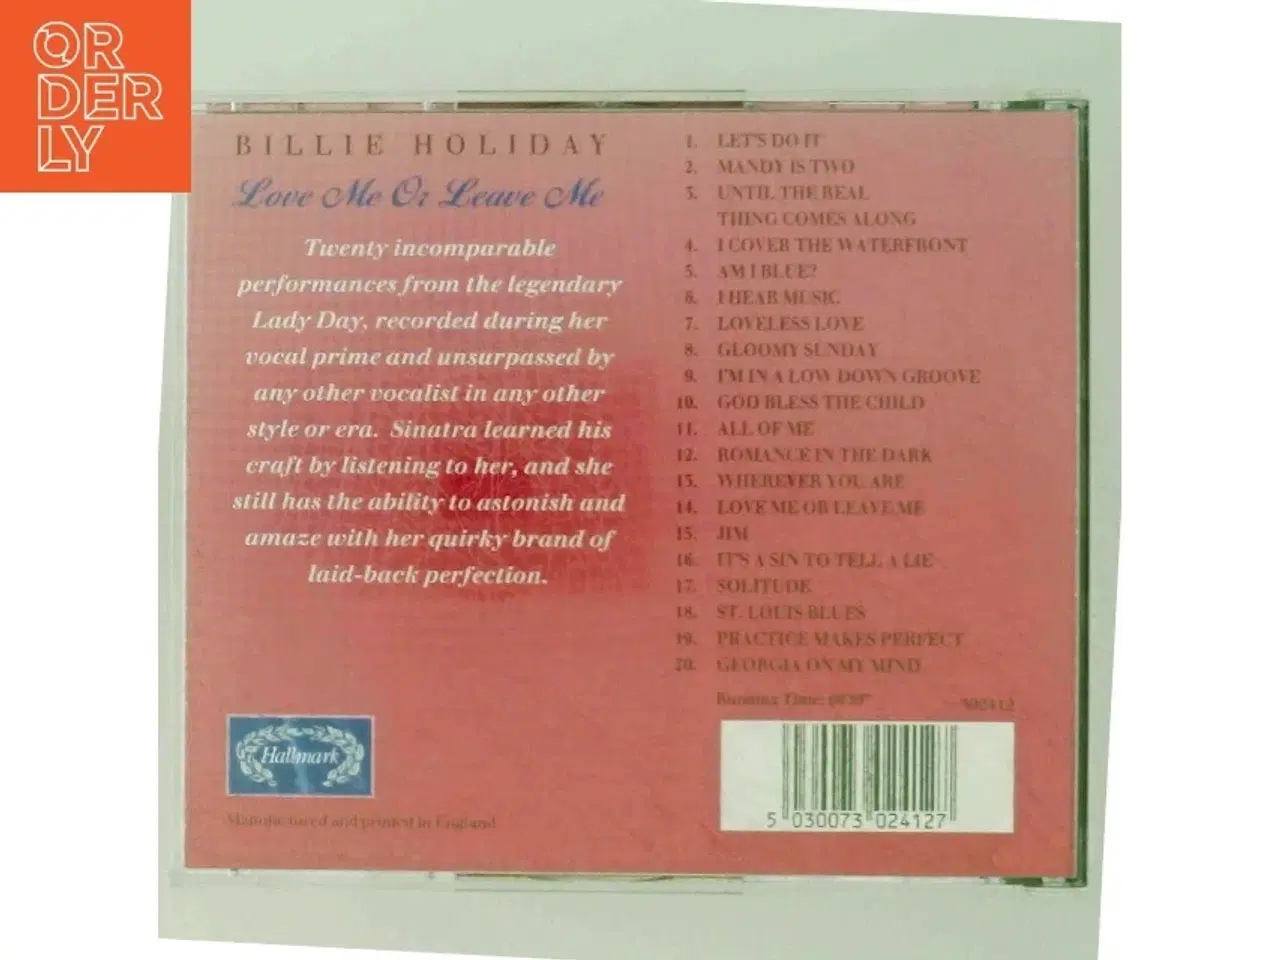 ORDERLY
BILLIE HOLIDAY
Love Me Or Leave Me
Twenty incomparable
performances from the legendary
Lady Day, recorded during her
vocal prime and unsurpassed by
any other vocalist in any other
style or era. Sinatra learned his
craft by listening to her, and she
still has the ability to astonish and
amaze with her quirky brand of
laid-back perfection.
1. LET'S DO IT
2. MANDY IS TWO
3. UNTIL THE REAL
THING COMES ALONG
4. I COVER THE WATERFRONT
5. AM I BLUE?
6. I HEAR MUSIC
7. LOVELESS LOVE
8. GLOOMY SUNDAY
9. I'M IN A LOW DOWN GROOVE
10. GOD BLESS THE CHILD
11. ALL OF ME
12. ROMANCE IN THE DARK
13. WHEREVER YOU ARE
14. LOVE ME OR LEAVE ME
15. JIM
16. IT'S A SIN TO TELL A LIE
17. SOLITUDE
18. ST. LOUIS BLUES
19. PRACTICE MAKES PERFECT
20. GEORGIA ON MY MIND
Running Time:
302412
Hallmark
Manufactured and printed in England
5 030073 024127